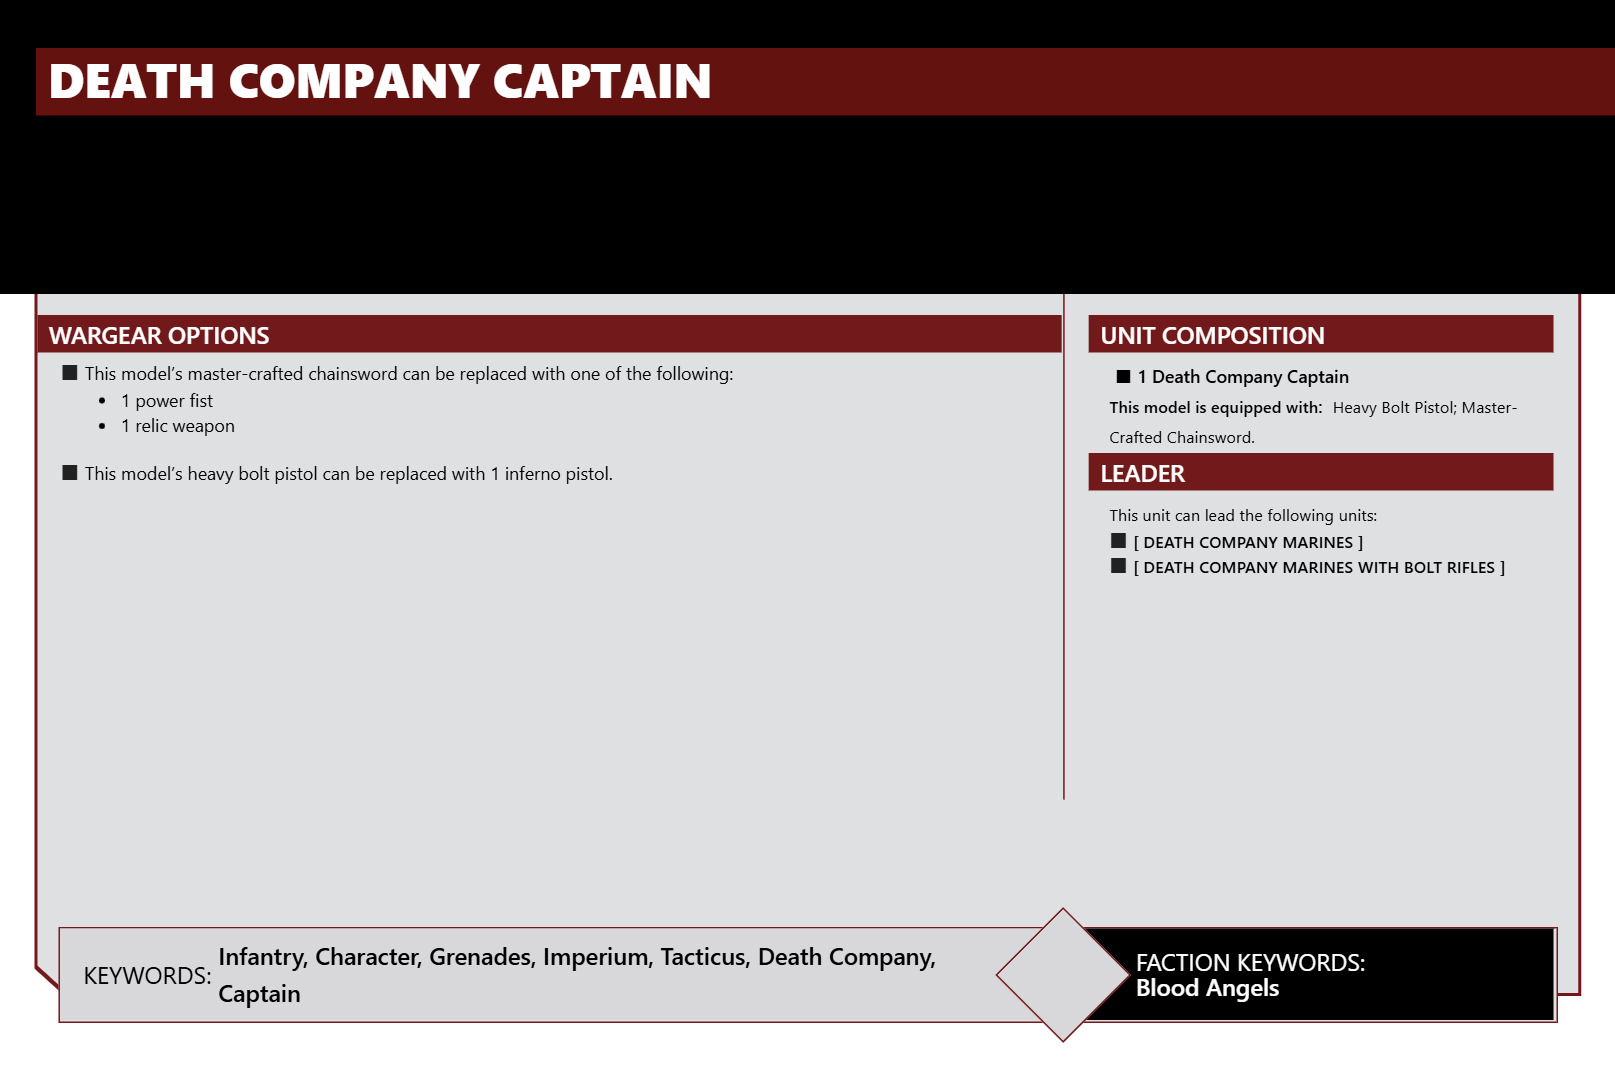 DEATH COMPANY CAPTAIN
WARGEAR OPTIONS
■ This model’s master-crafted chainsword can be replaced with one of the following:
• 1 power fist
• 1 relic weapon
■ This model’s heavy bolt pistol can be replaced with 1 inferno pistol.
UNIT COMPOSITION
■ 1 Death Company Captain
This model is equipped with: Heavy Bolt Pistol; Master-
Crafted Chainsword.
LEADER
This unit can lead the following units:
■ [ DEATH COMPANY MARINES ]
■ [ DEATH COMPANY MARINES WITH BOLT RIFLES ]
KEYWORDS:
Infantry, Character, Grenades, Imperium, Tacticus, Death Company,
Captain
FACTION KEYWORDS:
Blood Angels